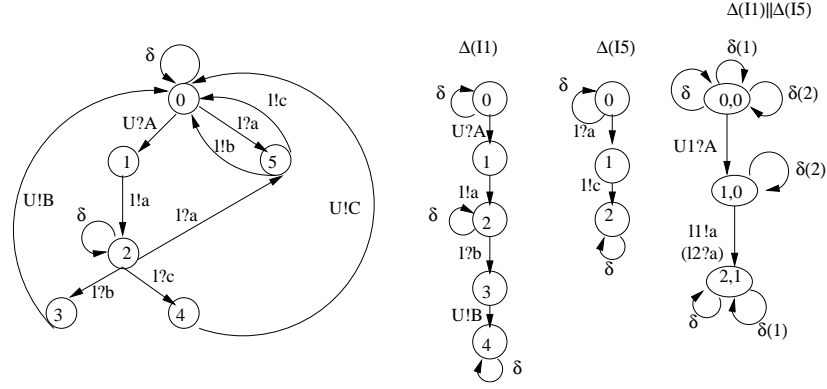 Δ(I1)||Δ(I5)
Δ(I1)
Δ(I5)
δ
0
U?A
l?a
l!b
l!c
1
5
l!a
l?a
δ
2
U!B
U!C
l?b
l?c
3
4
δ
0
U?A
1
l!a
δ
2
l?b
3
U!B
4
δ
δ
0
l?a
1
l!c
2
δ
δ(1)
δ
0,0
δ(2)
U1?A
δ(2)
1,0
l1!a
(l2?a)
2,1
δ
δ(1)